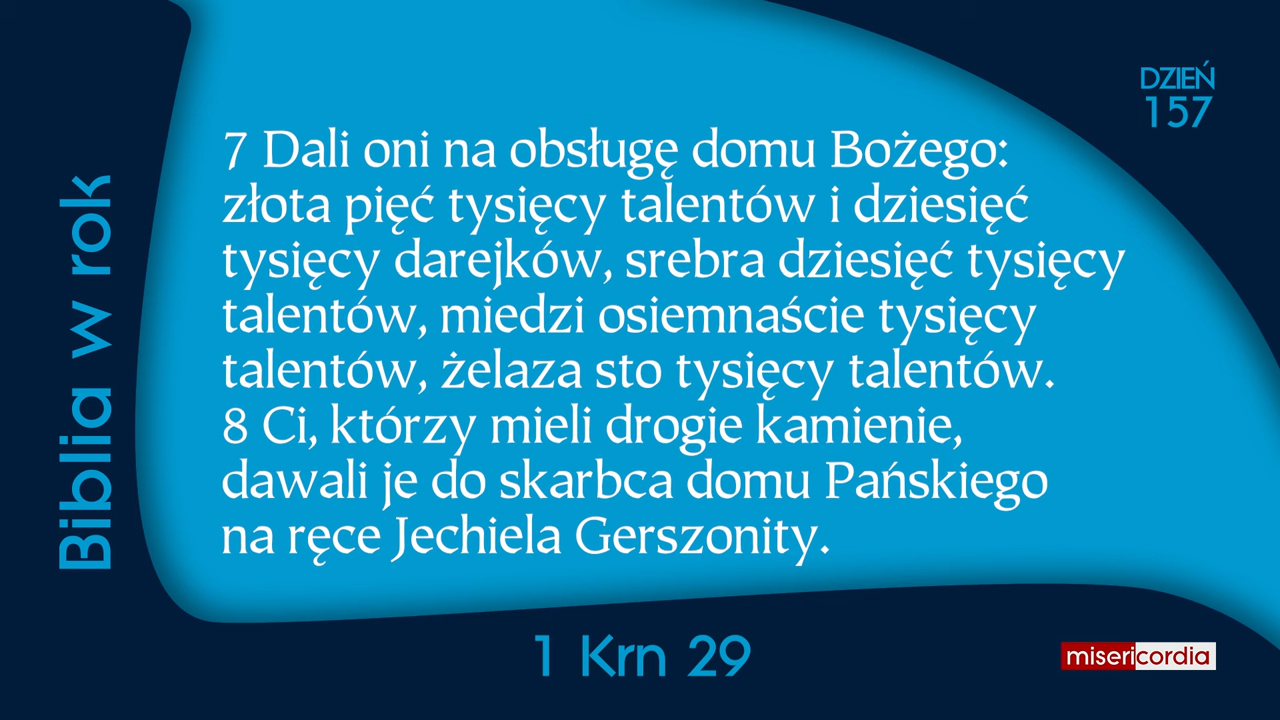 DZIEŃ
157
Biblia w rok
7 Dali oni na obsługę domu Bożego:
złota pięć tysięcy talentów i dziesięć
tysięcy darejków, srebra dziesięć tysięcy
talentów, miedzi osiemnaście tysięcy
talentów, żelaza sto tysięcy talentów.
8 Ci, którzy mieli drogie kamienie,
dawali je do skarbca domu Pańskiego
na ręce Jechiela Gerszonity.
1 Krn 29
misericordia